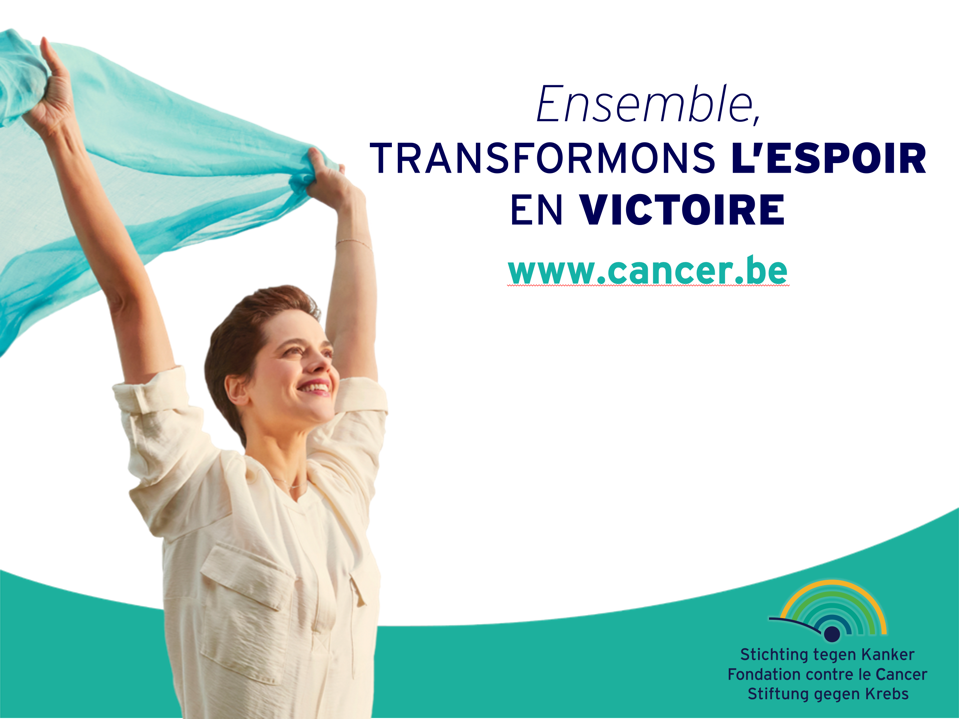 Ensemble,
TRANSFORMONS L'ESPOIR
EN VICTOIRE
www.cancer.be
Stichting tegen Kanker
Fondation contre le Cancer
Stiftung gegen Krebs